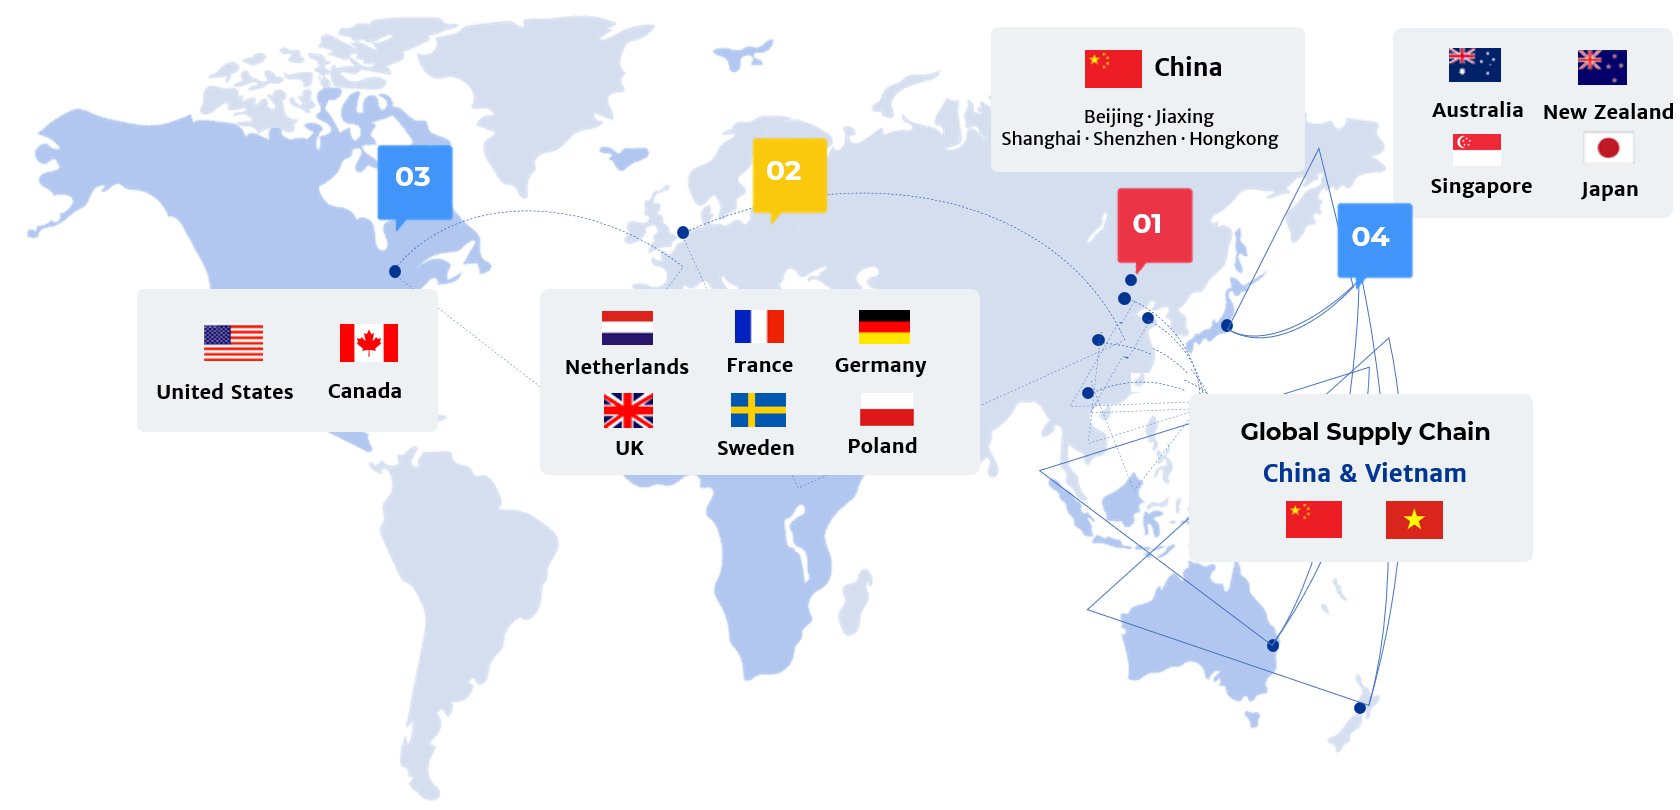 China
Beijing · Jiaxing
Shanghai · Shenzhen · Hongkong
Australia
New Zealand
Singapore
Japan
03
02
01
04
United States
Canada
Netherlands
France
Germany
UK
Sweden
Poland
Global Supply Chain
China & Vietnam